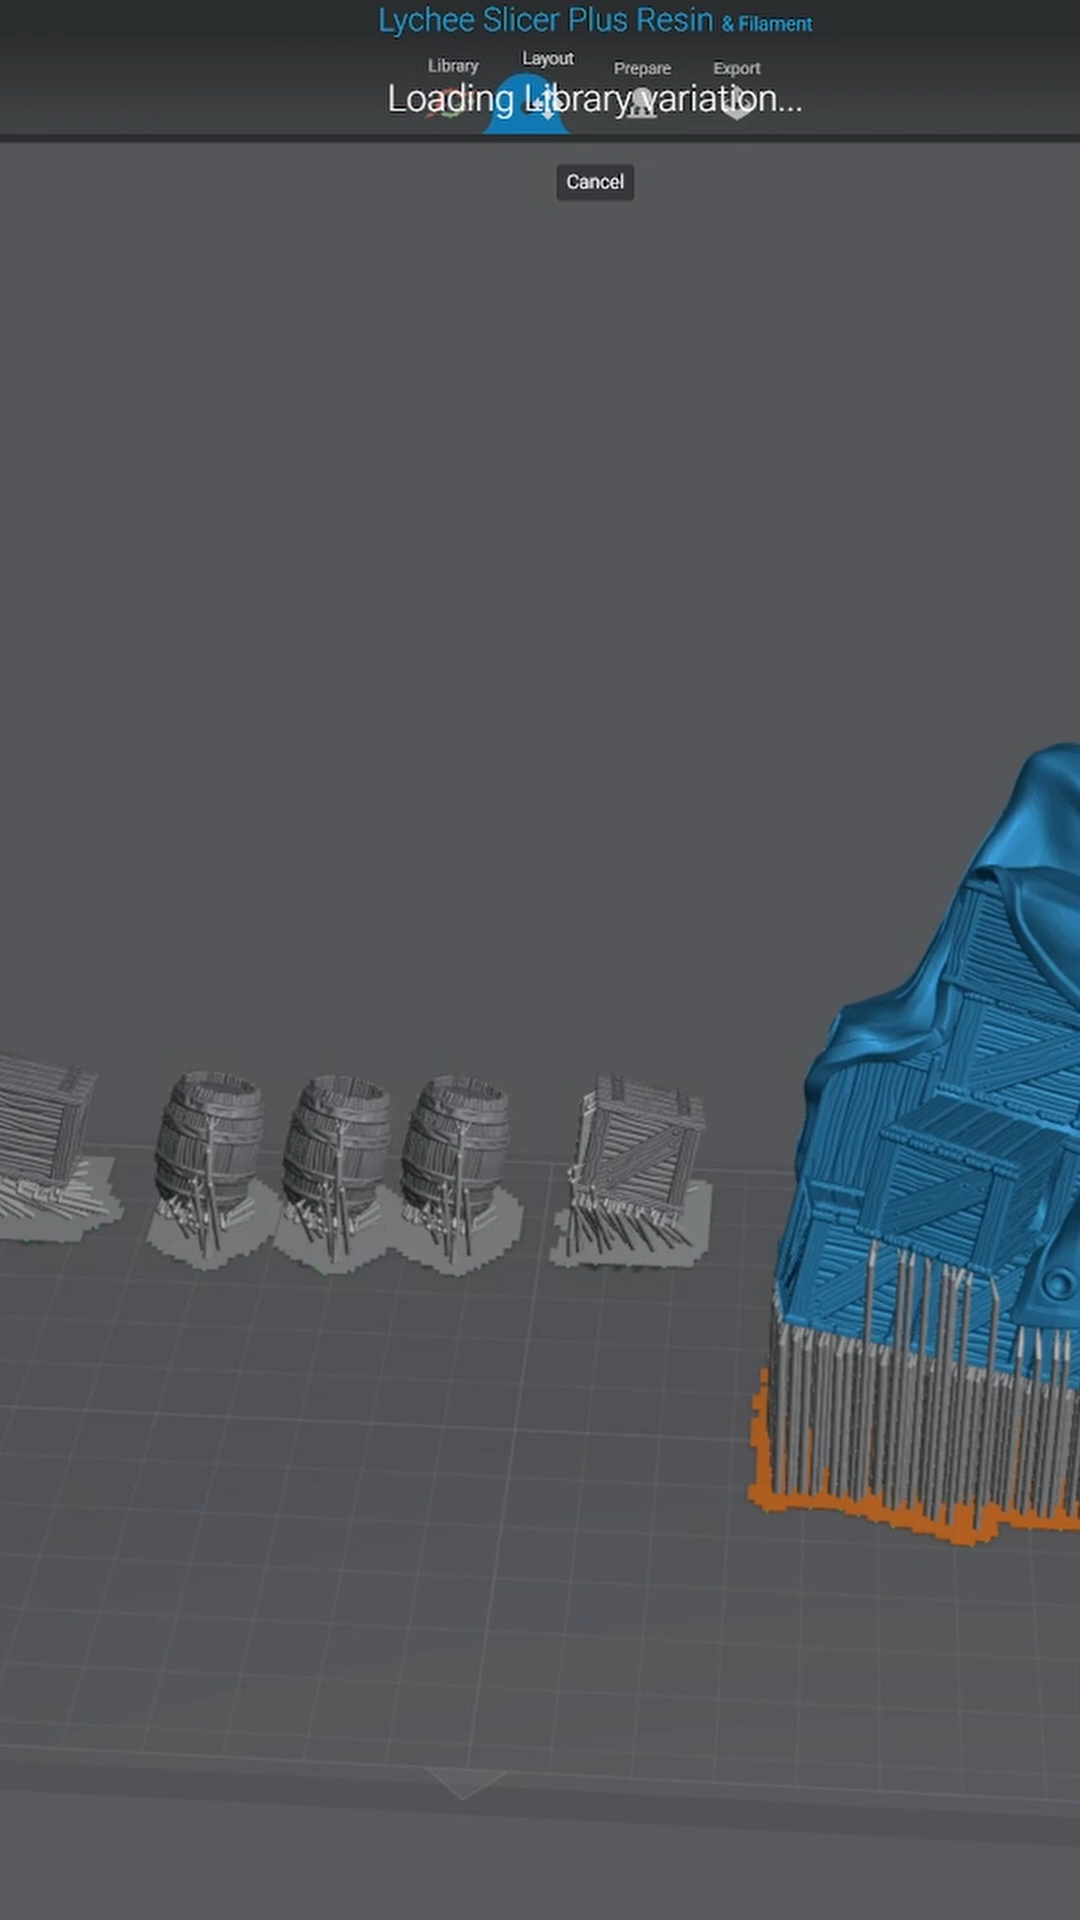 Lychee Slicer Plus Resin & Filament
Library Layout Prepare Export
Loading Library variation...
Cancel